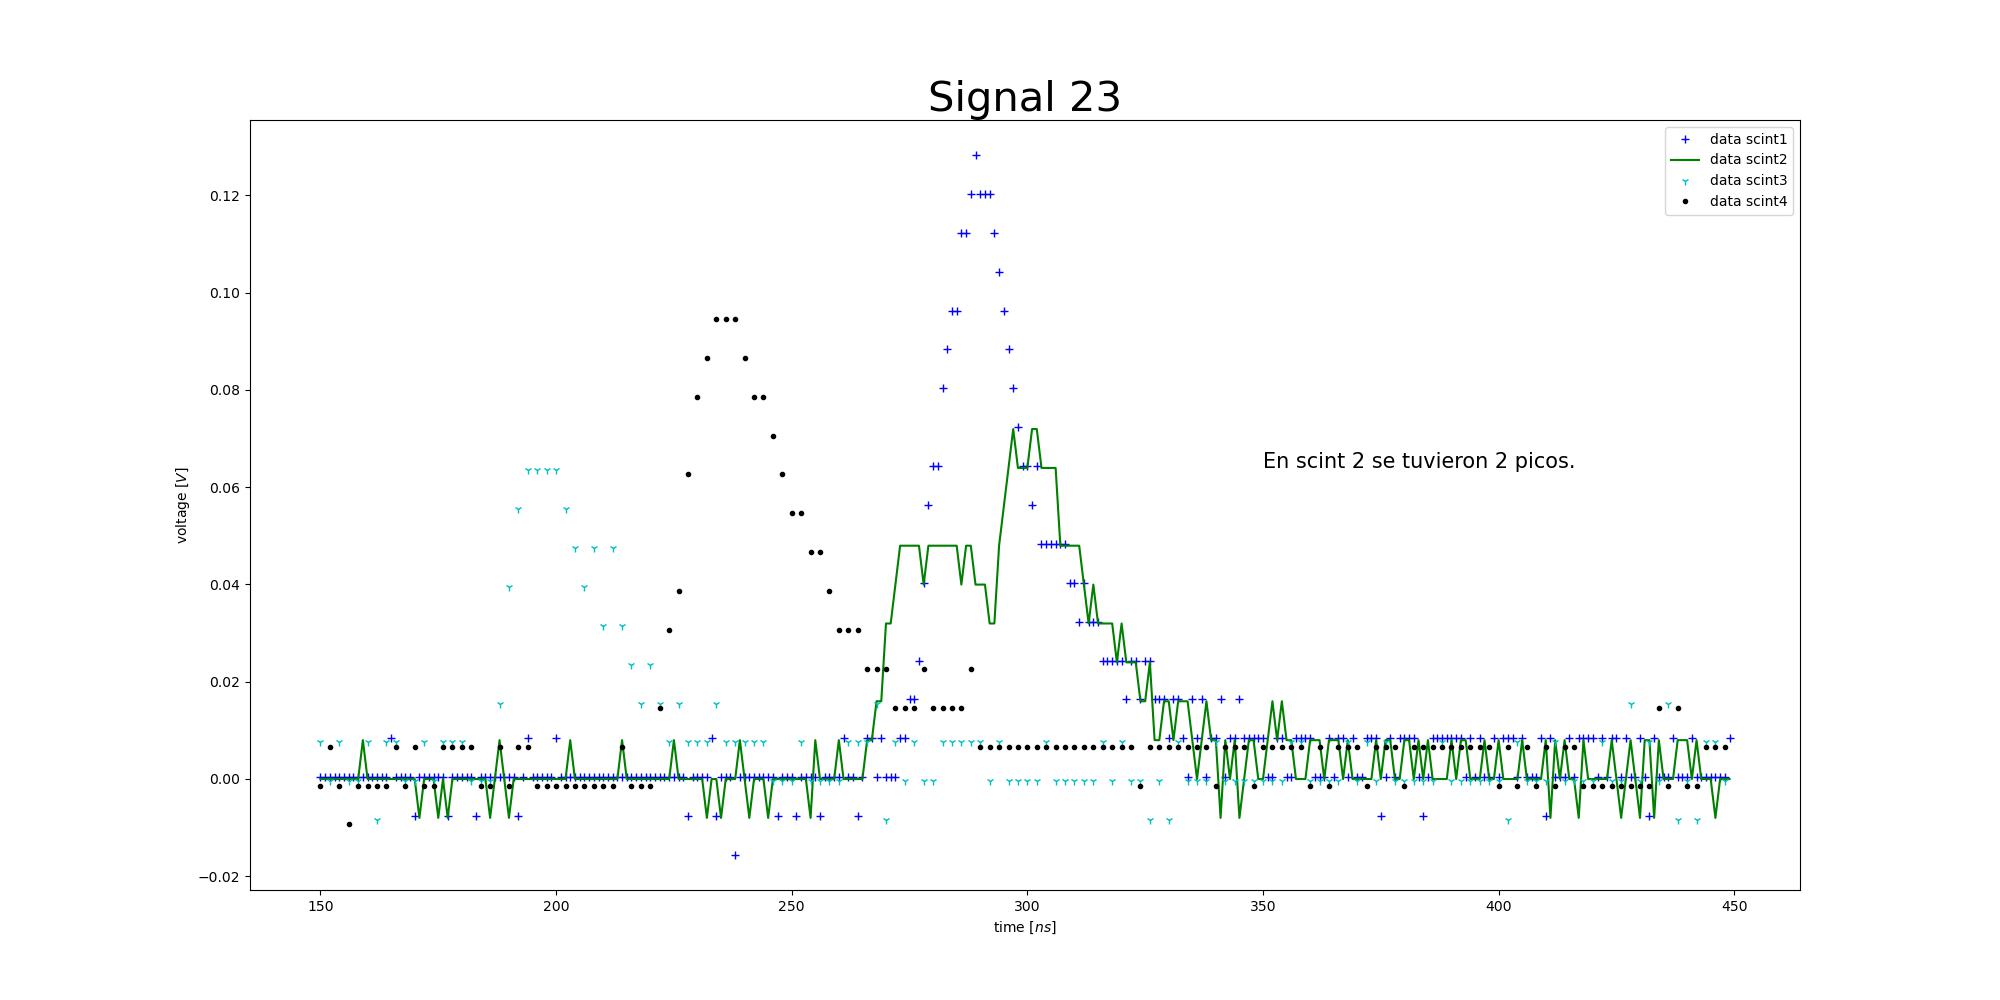 Signal 23
data scint1
data scint2
data scint3
data scint4
0.12
0.10
0.08
0.06
0.04
0.02
0.00
−0.02
voltage [V]
En scint 2 se tuvieron 2 picos.
150 200 250 300 350 400 450
time [ns]